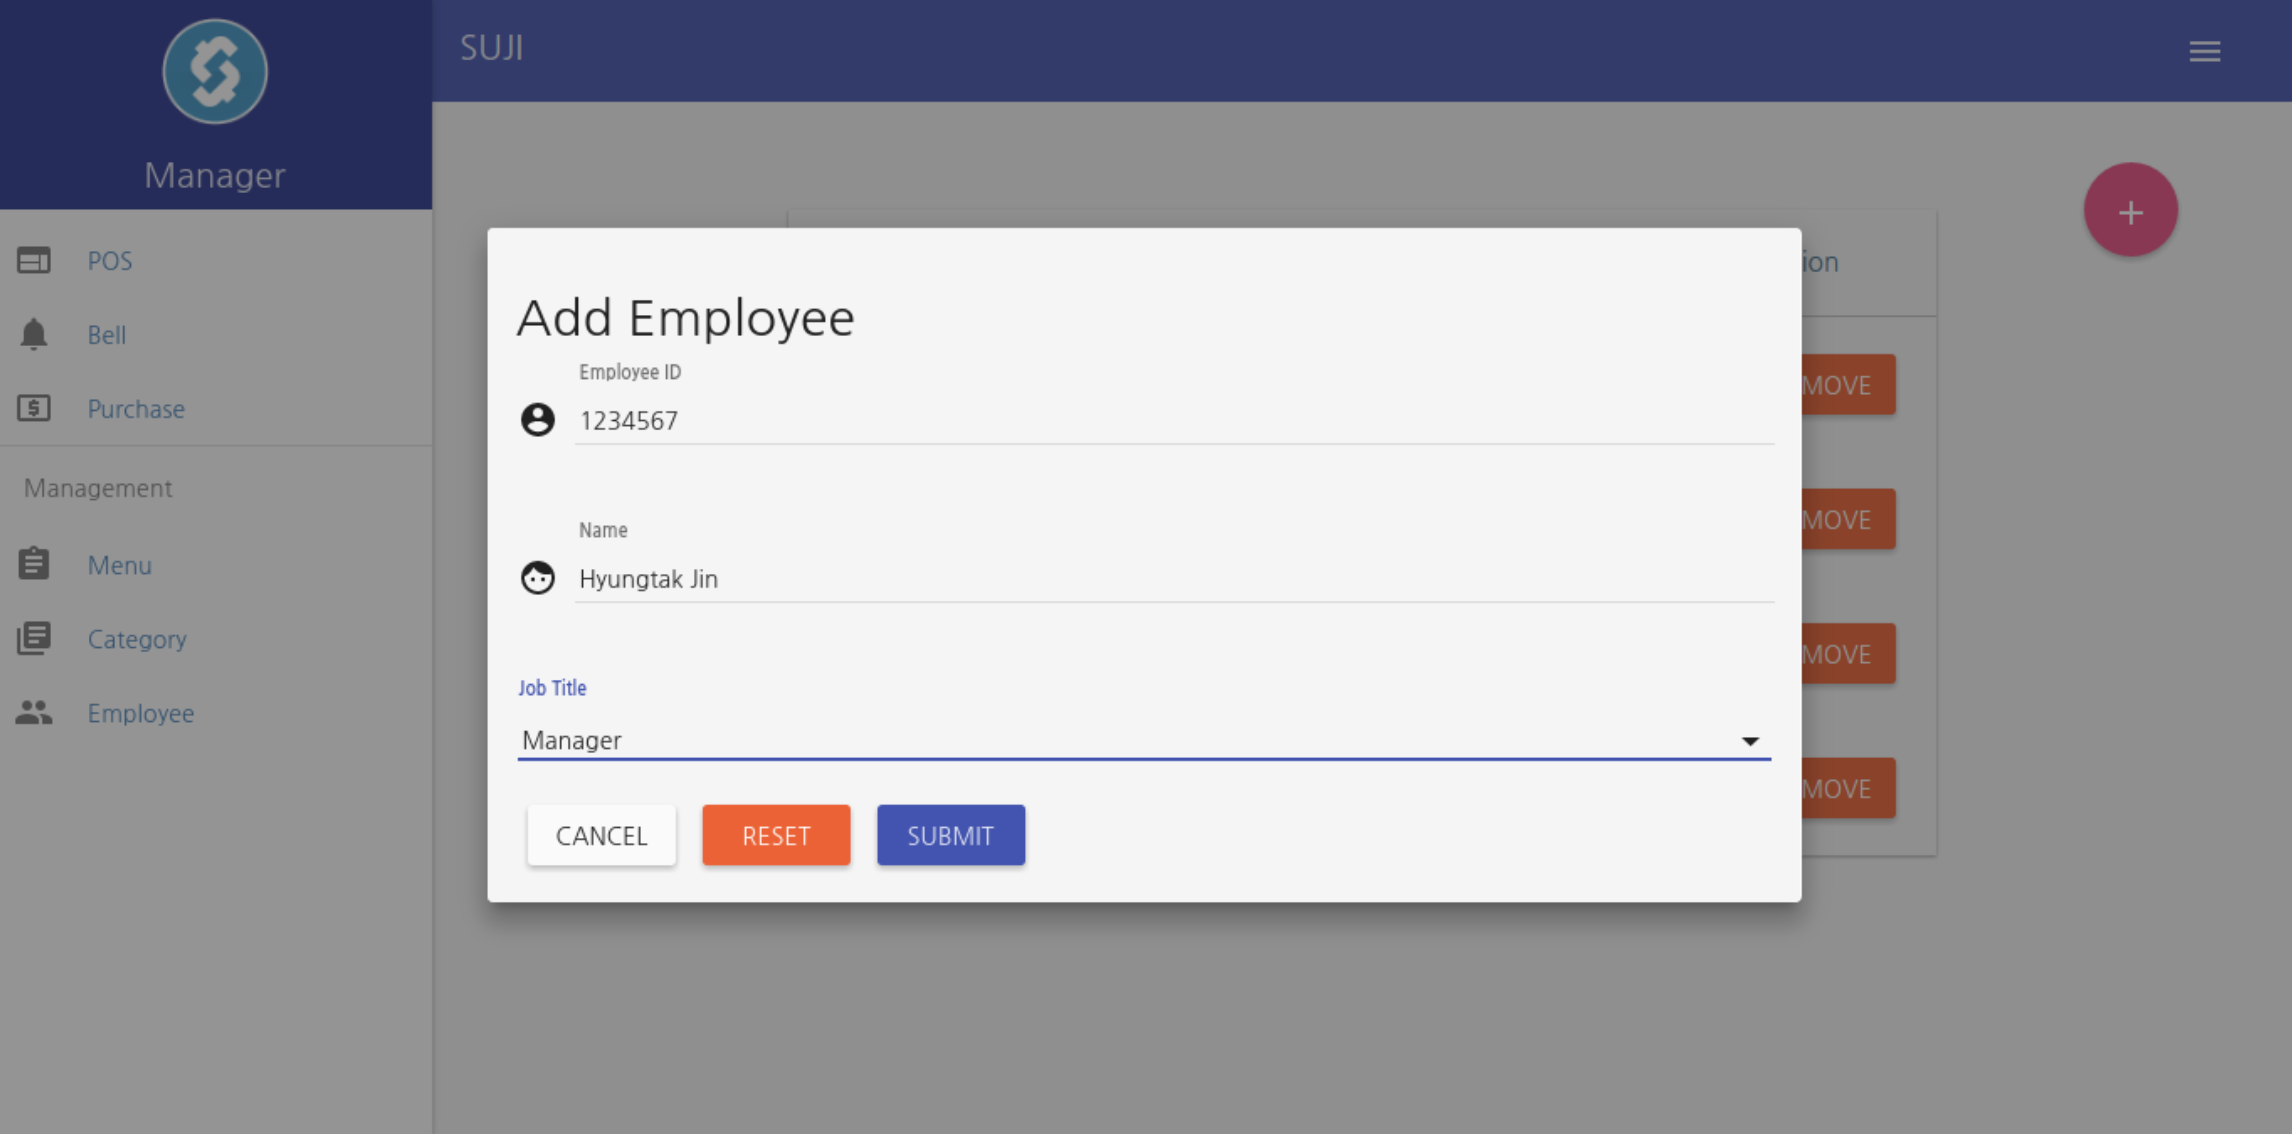 Manager
POS
Bell
Purchase
Management
Menu
Category
Employee
SUJI
+
Add Employee
Employee ID
1234567
Name
Hyungtak Jin
Job Title
Manager
CANCEL
RESET
SUBMIT
ion
MOVE
MOVE
MOVE
MOVE